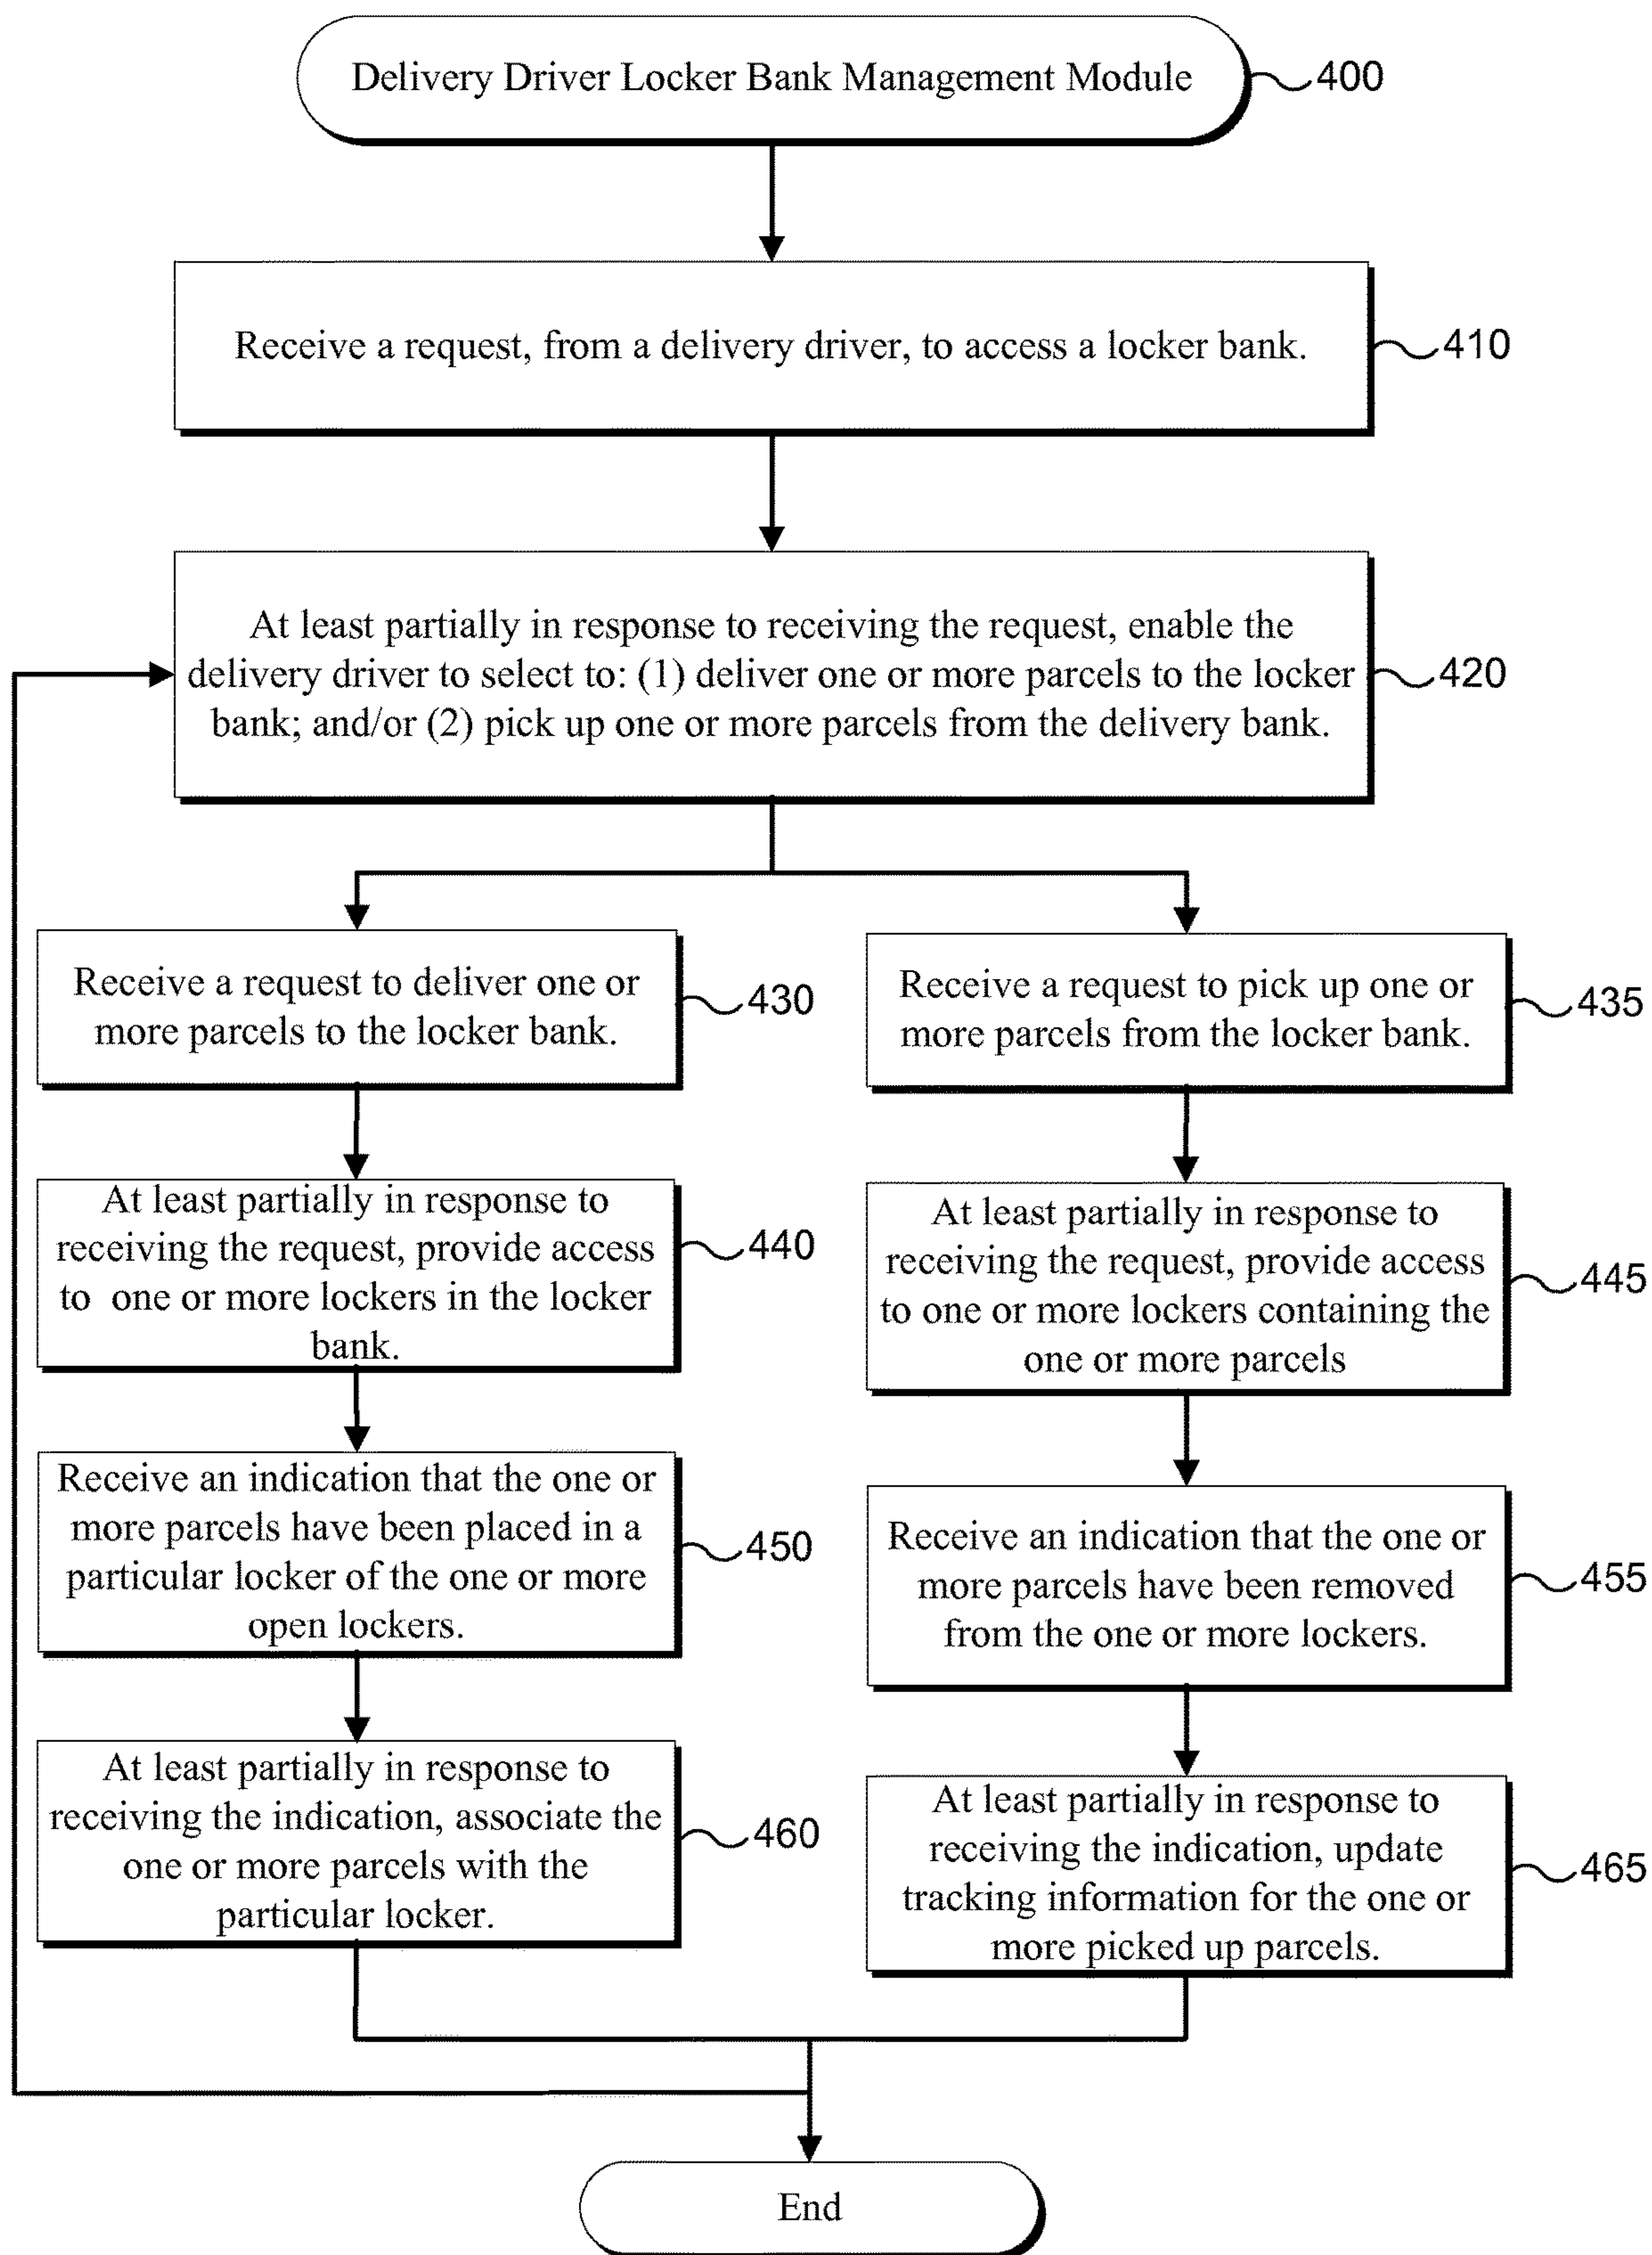 Delivery Driver Locker Bank Management Module
400
Receive a request, from a delivery driver, to access a locker bank.
410
At least partially in response to receiving the request, enable the
delivery driver to select to: (1) deliver one or more parcels to the locker
bank; and/or (2) pick up one or more parcels from the delivery bank.
420
Receive a request to deliver one or
more parcels to the locker bank.
430
Receive a request to pick up one or
more parcels from the locker bank.
435
At least partially in response to
receiving the request, provide access
to one or more lockers in the locker
bank.
440
At least partially in response to
receiving the request, provide access
to one or more lockers containing the
one or more parcels
445
Receive an indication that the one or
more parcels have been placed in a
particular locker of the one or more
open lockers.
450
Receive an indication that the one or
more parcels have been removed
from the one or more lockers.
455
At least partially in response to
receiving the indication, associate the
one or more parcels with the
particular locker.
460
At least partially in response to
receiving the indication, update
tracking information for the one or
more picked up parcels.
465
End